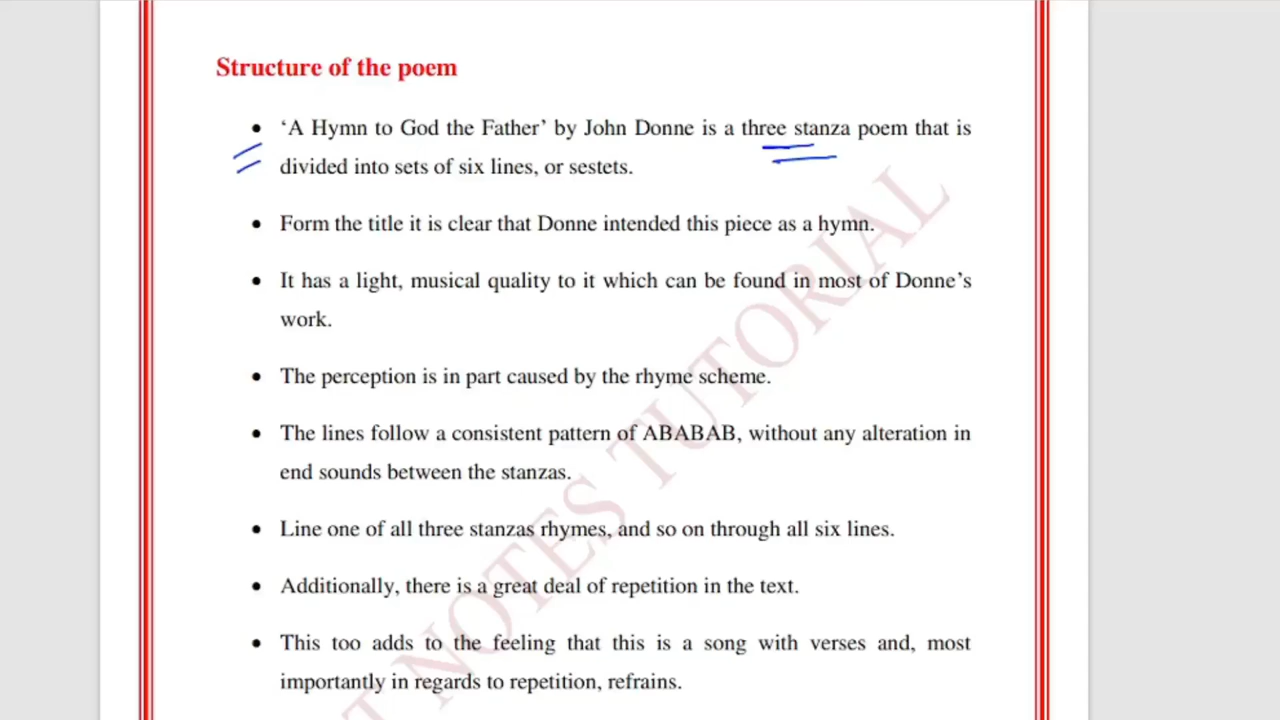 Structure of the poem
• ‘A Hymn to God the Father’ by John Donne is a three stanza poem that is
divided into sets of six lines, or sestets.
• Form the title it is clear that Donne intended this piece as a hymn.
• It has a light, musical quality to it which can be found in most of Donne’s
work.
• The perception is in part caused by the rhyme scheme.
• The lines follow a consistent pattern of ABABAB, without any alteration in
end sounds between the stanzas.
• Line one of all three stanzas rhymes, and so on through all six lines.
• Additionally, there is a great deal of repetition in the text.
• This too adds to the feeling that this is a song with verses and, most
importantly in regards to repetition, refrains.
NOTES TUTORIAL